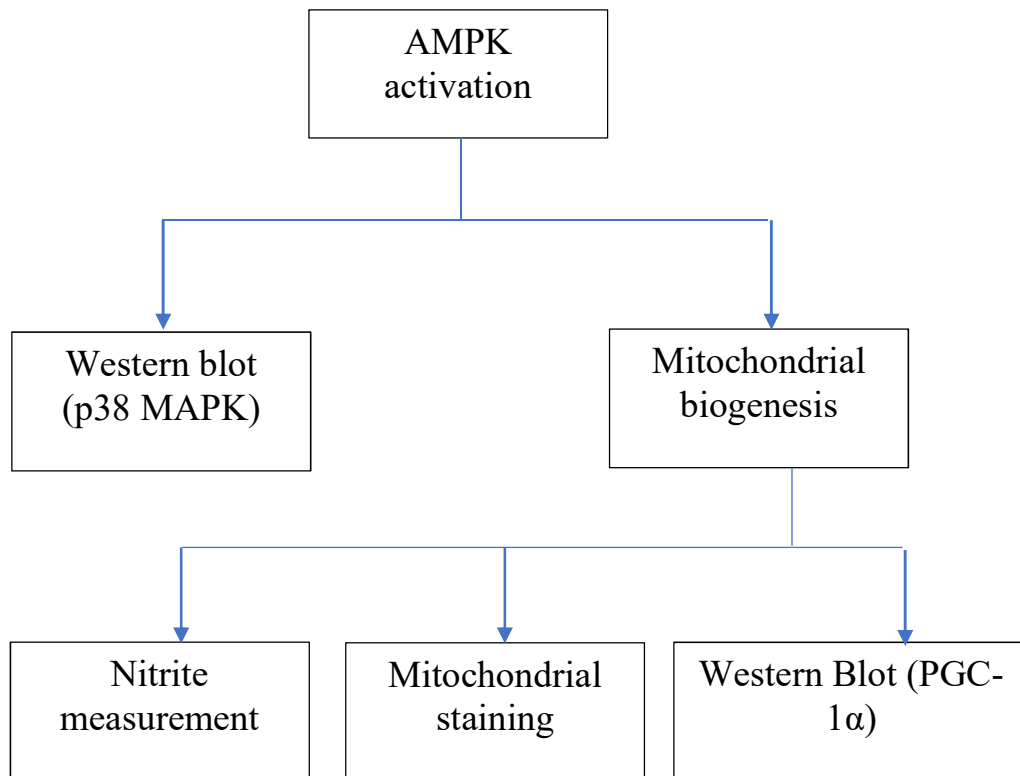 AMPK
activation
Western blot
(p38 MAPK)
Mitochondrial
biogenesis
Nitrite
measurement
Mitochondrial
staining
Western Blot (PGC-
1α)